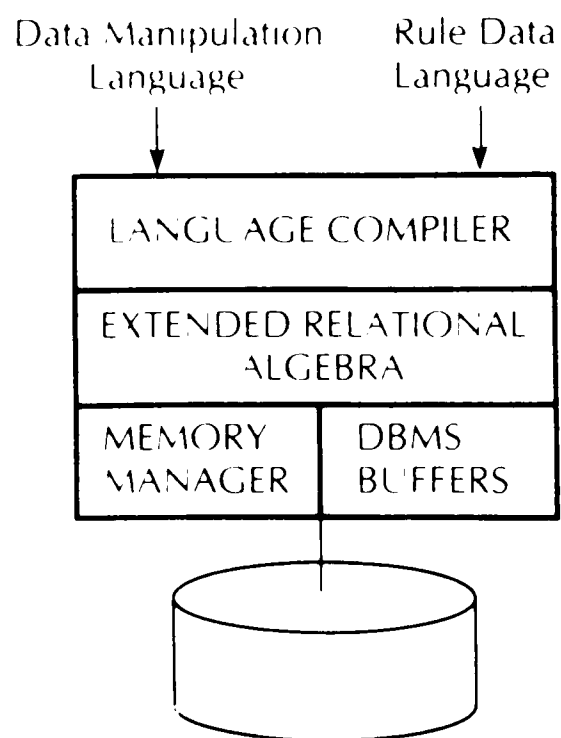 Data Manipulation
Language
Rule Data
Language
LANGUAGE COMPILER
EXTENDED RELATIONAL
ALGEBRA
MEMORY
MANAGER
DBMS
BUFFERS